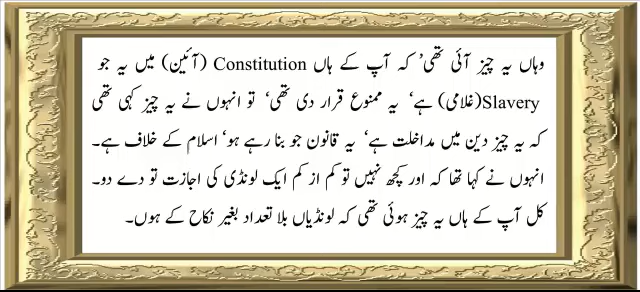 وہاں یہ چیز آئی تھی’ کہ آپ کے ہاں Constitution (آئین) میں یہ جو
Slavery(غلامی) ہے‘ یہ ممنوع قرار دی تھی‘ تو انہوں نے یہ چیز کہی تھی
کہ یہ چیز دین میں مداخلت ہے‘ یہ قانون جو بنا رہے ہو‘ اسلام کے خلاف ہے۔
انہوں نے کہا تھا کہ اور کچھ نہیں تو کم از کم ایک لونڈی کی اجازت تو دے دو۔
کل آپ کے ہاں یہ چیز ہوئی تھی کہ لونڈیاں بلا تعداد بغیر نکاح کے ہوں۔